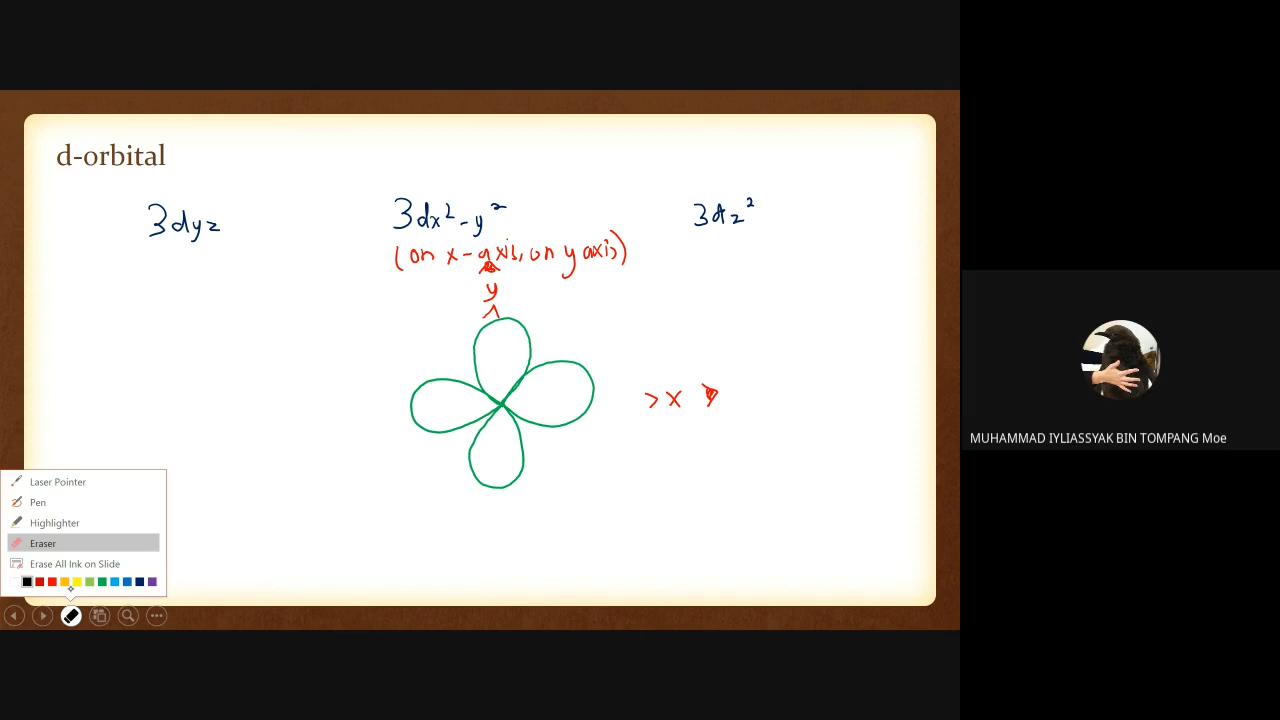 d-orbital
3dyz
3dx²-y²
3dz²
(on x-axis, on y axis)
y
x
MUHAMMAD IYLIASSYAK BIN TOMPANG Moe
Laser Pointer
Pen
Highlighter
Eraser
Erase All Ink on Slide